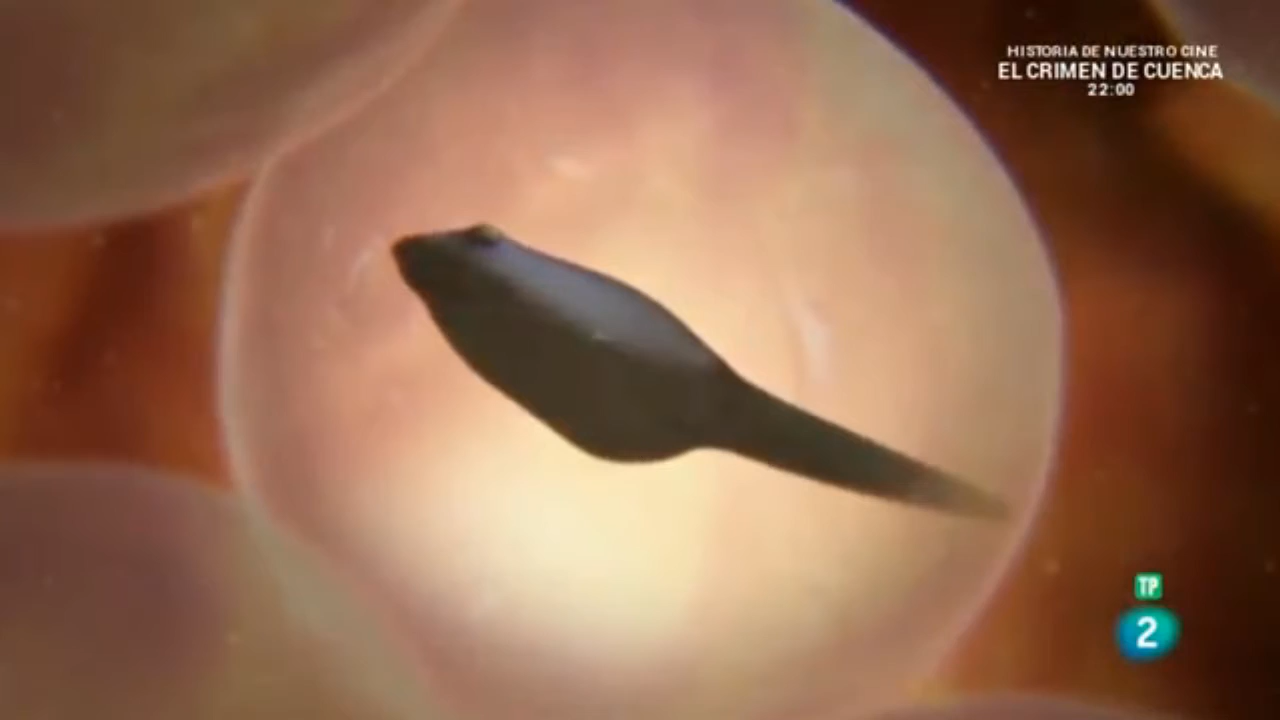 HISTORIA DE NUESTRO CINE
EL CRIMEN DE CUENCA
22:00
TP
2